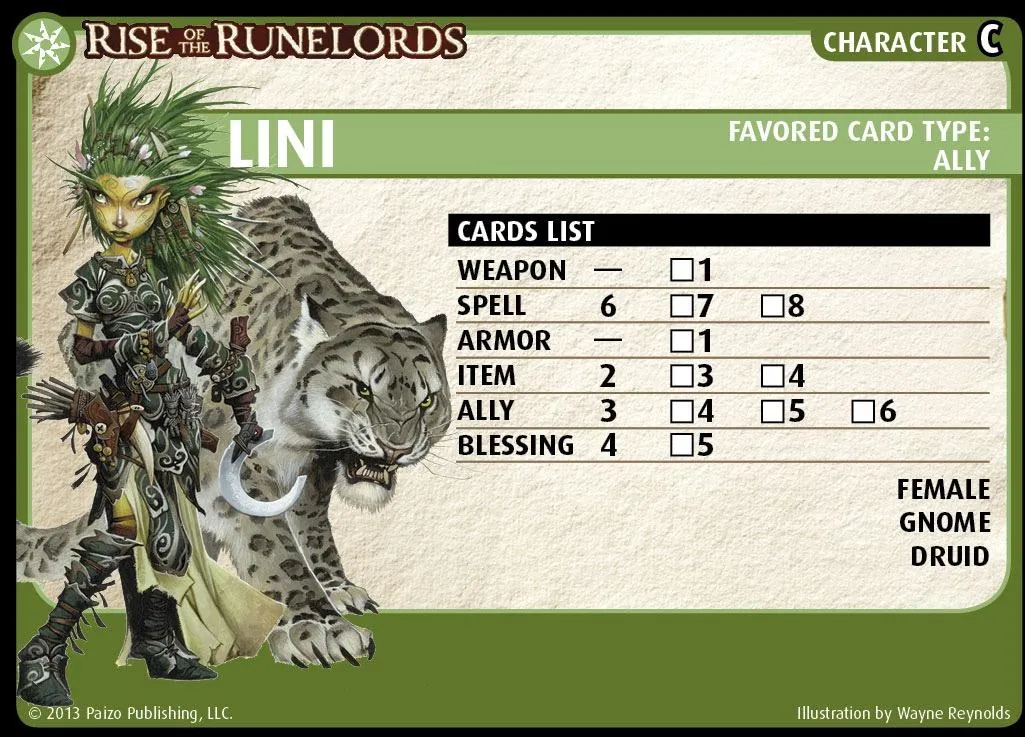 RISE OF THE RUNELORDS
CHARACTER C
LINI
FAVORED CARD TYPE:
ALLY
CARDS LIST
WEAPON — □1
SPELL 6 □7 □8
ARMOR — □1
ITEM 2 □3 □4
ALLY 3 □4 □5 □6
BLESSING 4 □5
FEMALE
GNOME
DRUID
© 2013 Paizo Publishing, LLC.
Illustration by Wayne Reynolds